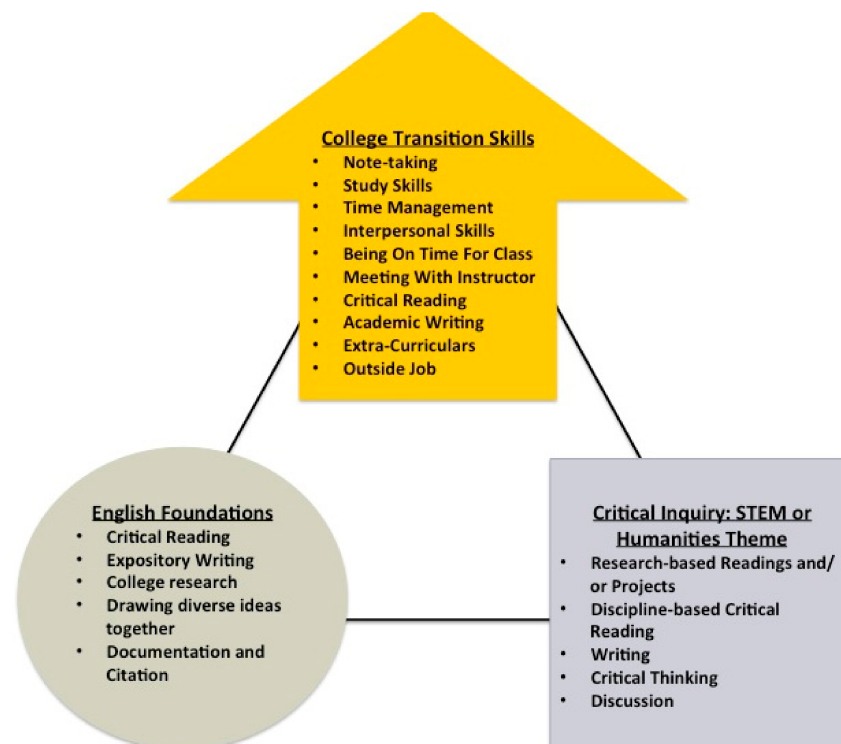 College Transition Skills
• Note-taking
• Study Skills
• Time Management
• Interpersonal Skills
• Being On Time For Class
• Meeting With Instructor
• Critical Reading
• Academic Writing
• Extra-Curriculars
• Outside Job
English Foundations
• Critical Reading
• Expository Writing
• College research
• Drawing diverse ideas
together
• Documentation and
Citation
Critical Inquiry: STEM or
Humanities Theme
• Research-based Readings and/
or Projects
• Discipline-based Critical
Reading
• Writing
• Critical Thinking
• Discussion